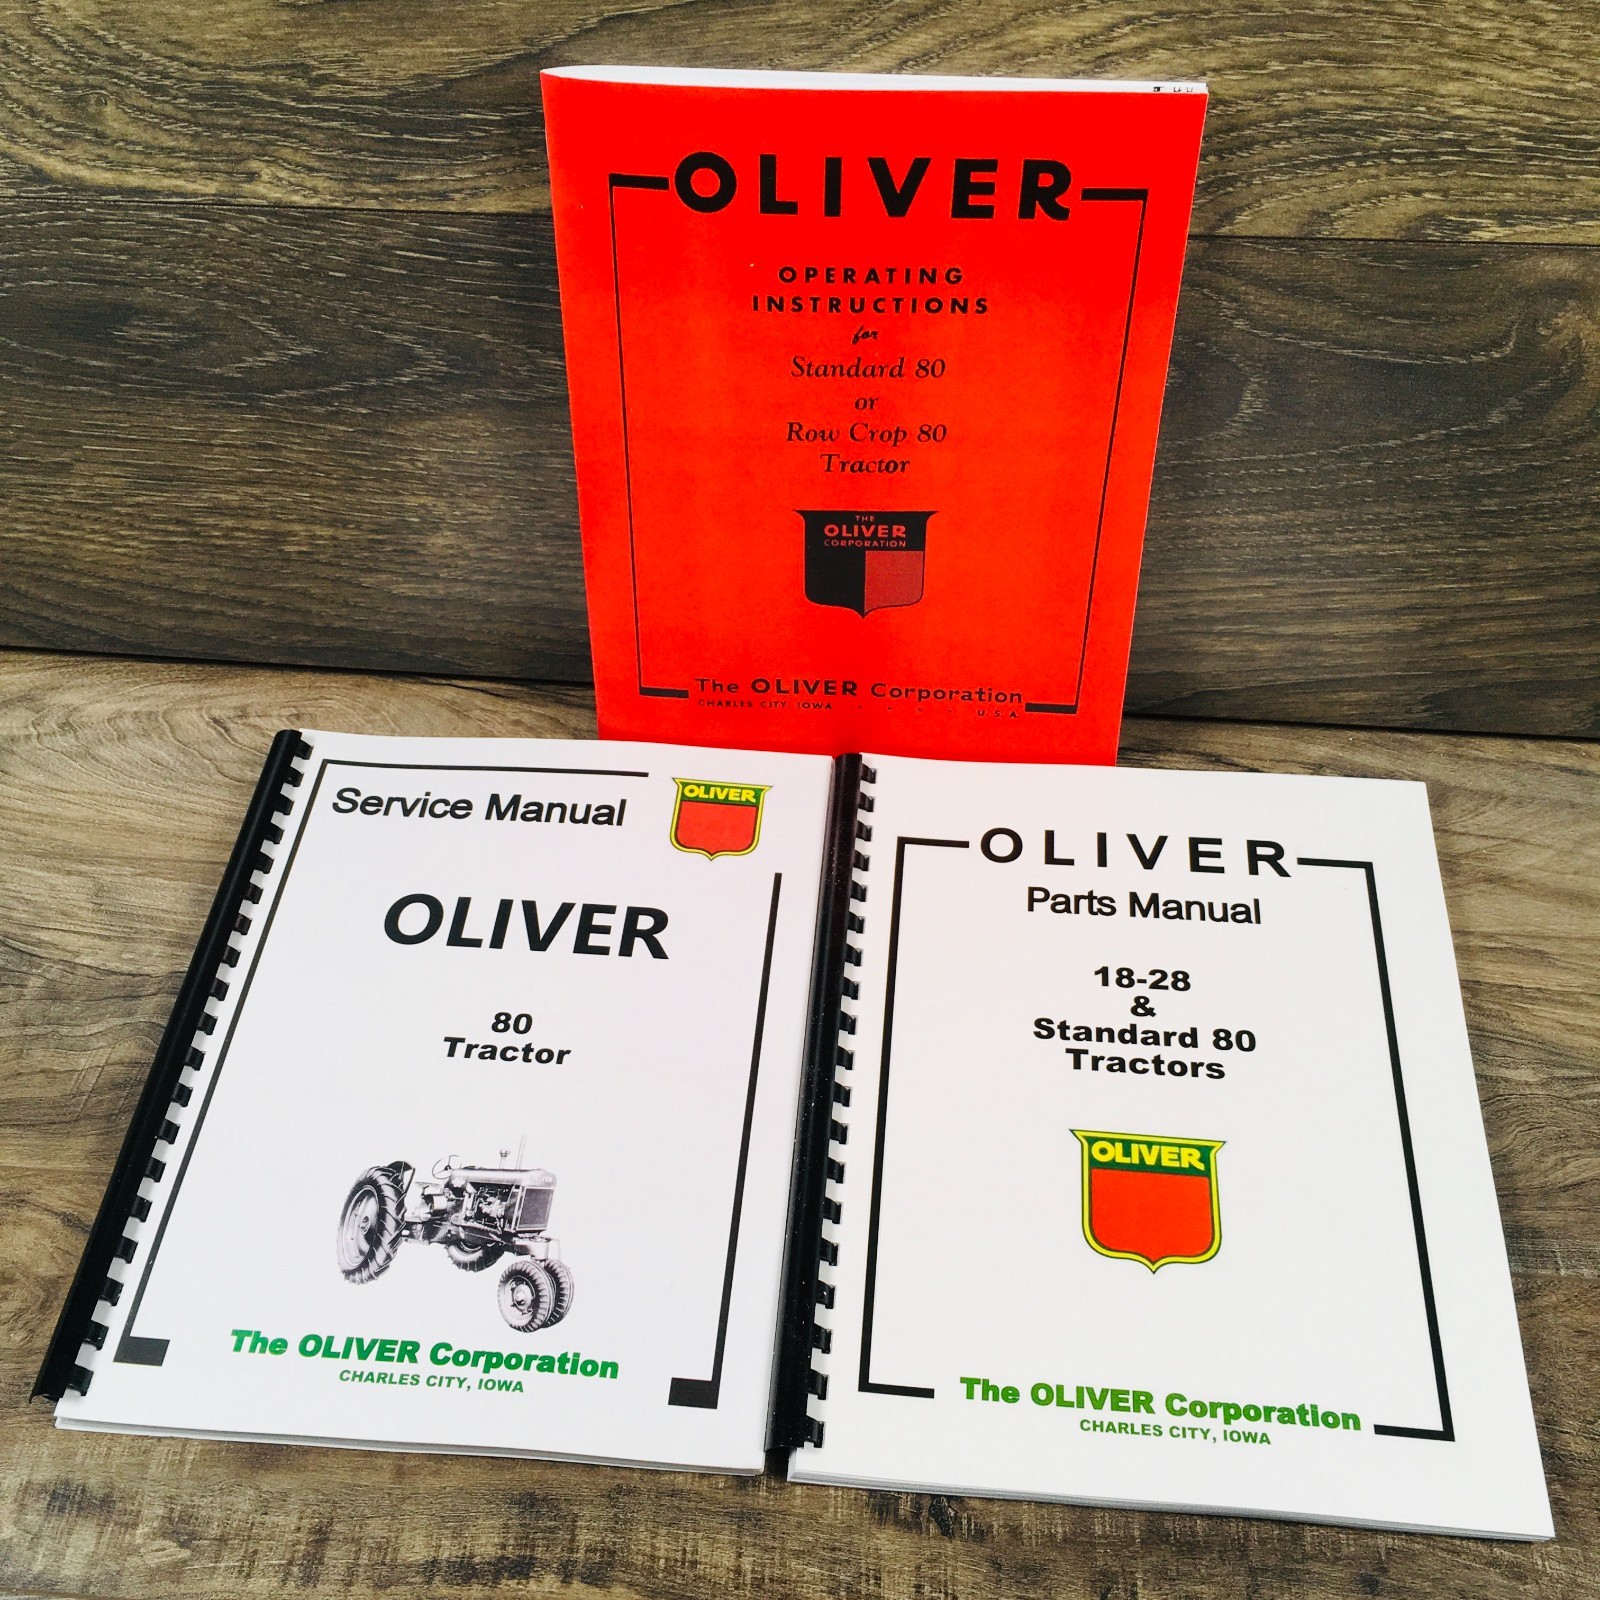 OLIVER
OPERATING
INSTRUCTIONS
for
Standard 80
or
Row Crop 80
Tractor
THE
OLIVER
CORPORATION
The OLIVER Corporation
CHARLES CITY, IOWA U.S.A.
Service Manual
OLIVER
OLIVER
80
Tractor
The OLIVER Corporation
CHARLES CITY, IOWA
OLIVER
Parts Manual
18-28
&
Standard 80
Tractors
OLIVER
The OLIVER Corporation
CHARLES CITY, IOWA